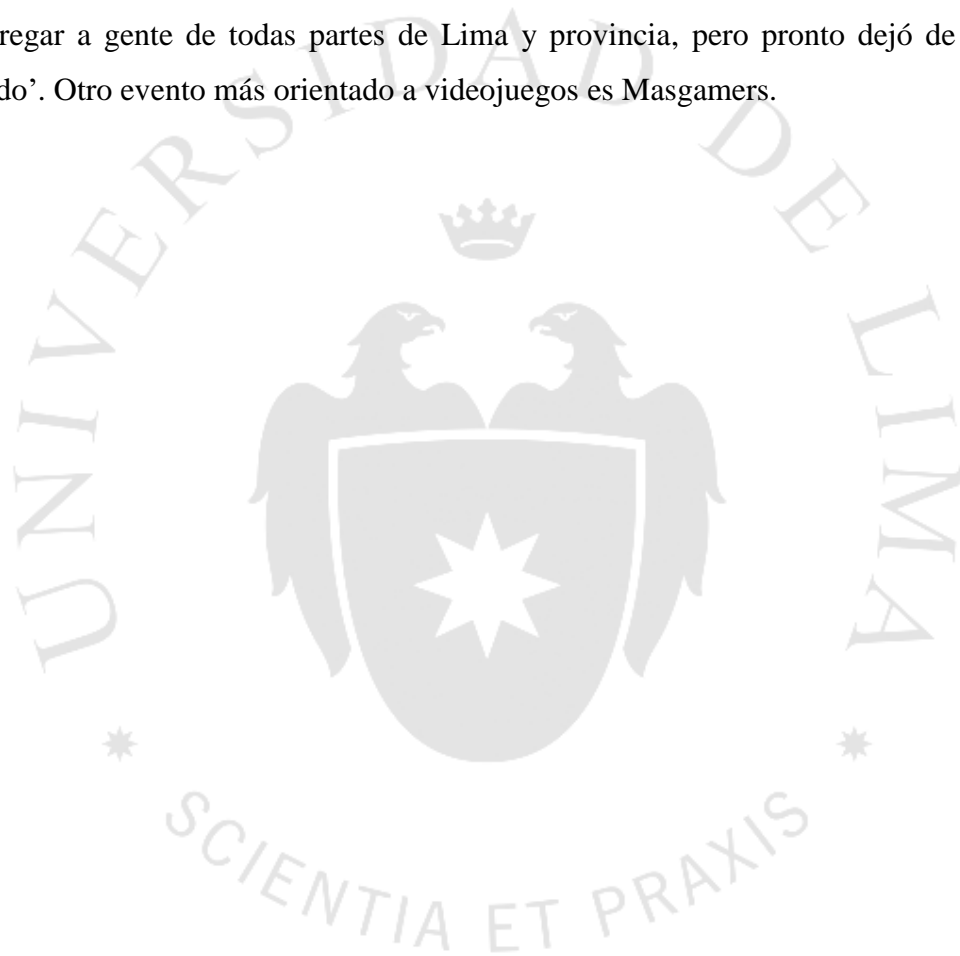 regar a gente de todas partes de Lima y provincia, pero pronto dejó de
do’. Otro evento más orientado a videojuegos es Masgamers.
UNIVERSIDAD DE LIMA
SCIENTIA ET PRAXIS